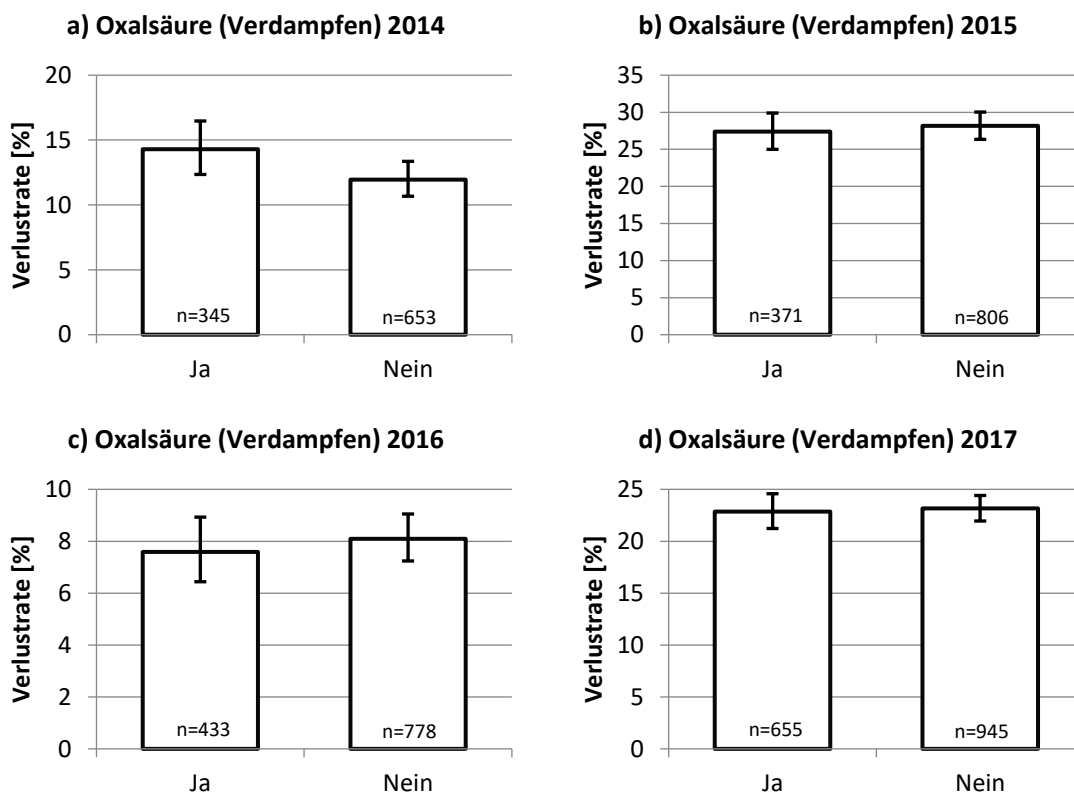 a) Oxalsäure (Verdampfen) 2014
20
15
10
5
0
Verlustrate [%]
n=345
n=653
Ja
Nein
b) Oxalsäure (Verdampfen) 2015
35
30
25
20
15
10
5
0
Verlustrate [%]
n=371
n=806
Ja
Nein
c) Oxalsäure (Verdampfen) 2016
10
8
6
4
2
0
Verlustrate [%]
n=433
n=778
Ja
Nein
d) Oxalsäure (Verdampfen) 2017
25
20
15
10
5
0
Verlustrate [%]
n=655
n=945
Ja
Nein